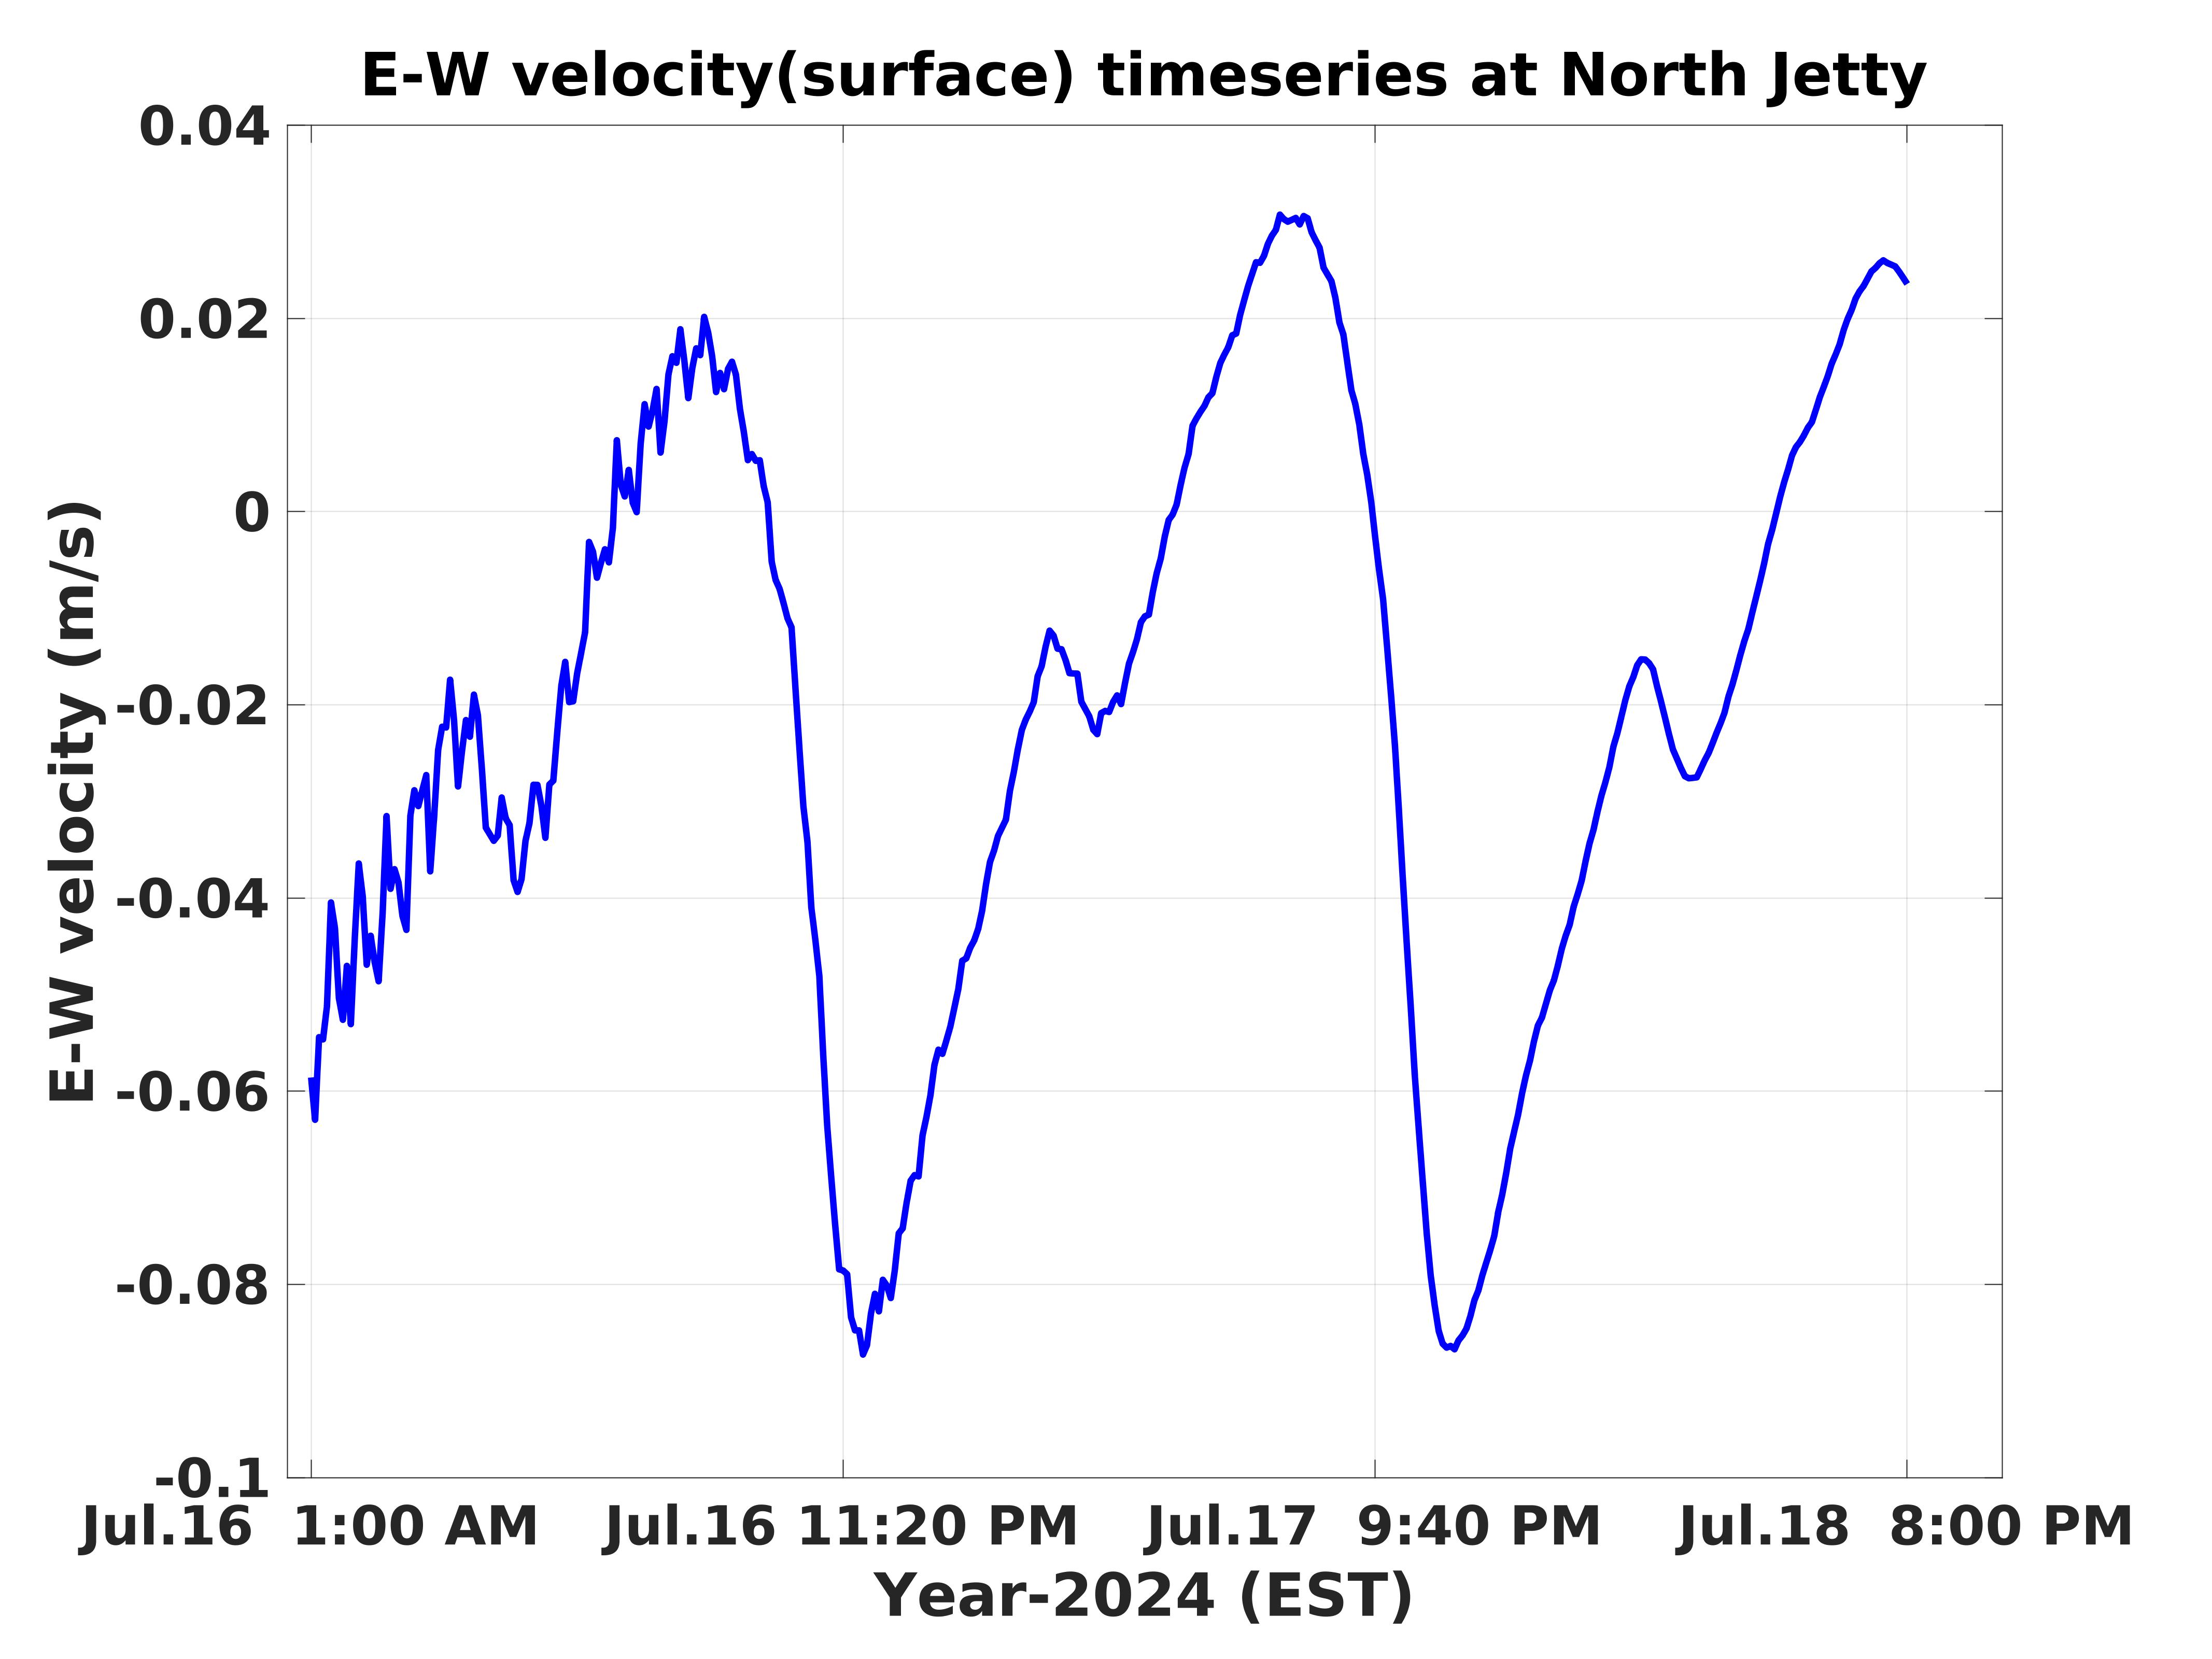 E-W velocity(surface) timeseries at North Jetty
0.04
0.02
0
-0.02
-0.04
-0.06
-0.08
-0.1
E-W velocity (m/s)
Jul.16 1:00 AM Jul.16 11:20 PM Jul.17 9:40 PM Jul.18 8:00 PM
Year-2024 (EST)